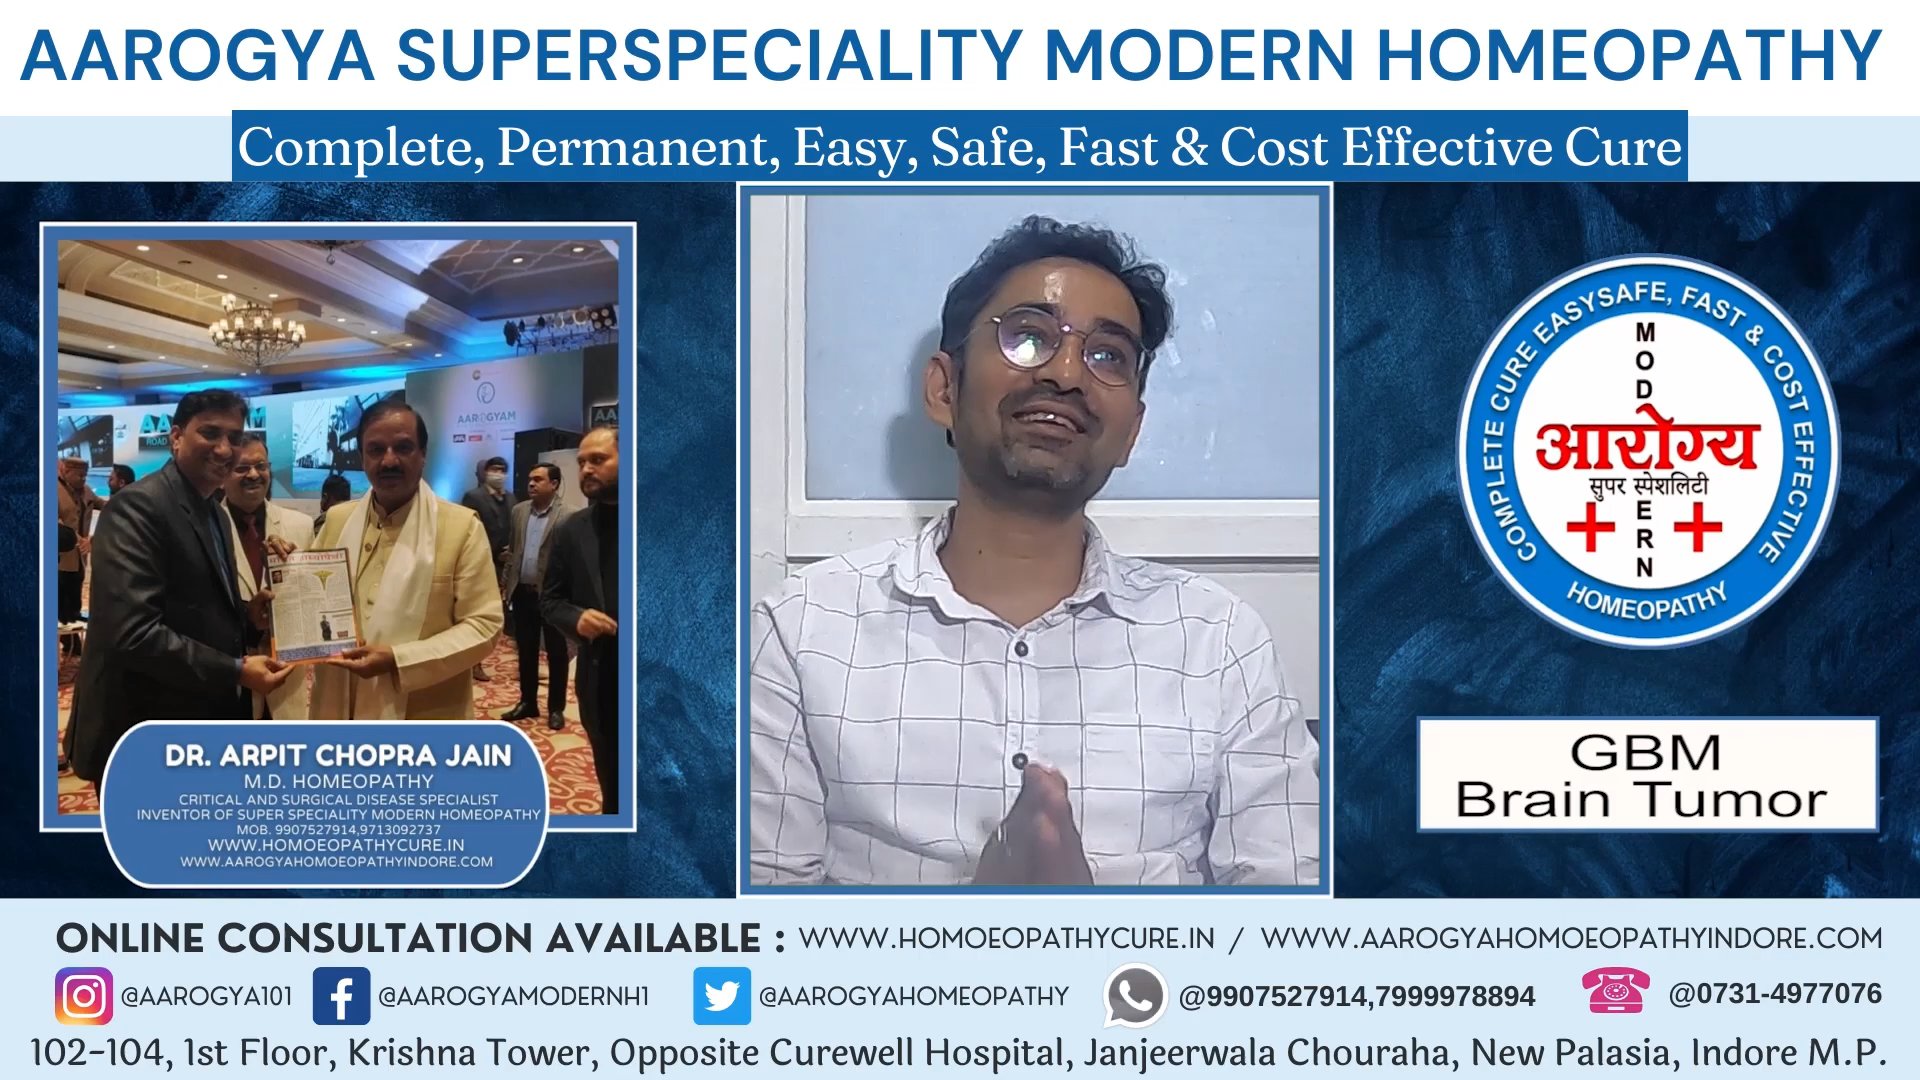 AAROGYA SUPERSPECIALITY MODERN HOMEOPATHY
Complete, Permanent, Easy, Safe, Fast & Cost Effective Cure
AAROGYAM
AA
ROAD
DR. ARPIT CHOPRA JAIN
M.D. HOMEOPATHY
CRITICAL AND SURGICAL DISEASE SPECIALIST
INVENTOR OF SUPER SPECIALITY MODERN HOMEOPATHY
MOB. 9907527914,9713092737
WWW.HOMOEOPATHYCURE.IN
WWW.AAROGYAHOMOEOPATHYINDORE.COM
COMPLETE CURE EASYSAFE, FAST & COST EFFECTIVE
MODERN
आरोग्य
सुपर स्पेशलिटी
HOMEOPATHY
GBM
Brain Tumor
ONLINE CONSULTATION AVAILABLE : WWW.HOMOEOPATHYCURE.IN / WWW.AAROGYAHOMOEOPATHYINDORE.COM
@AAROGYA101 @AAROGYAMODERNH1 @AAROGYAHOMEOPATHY @9907527914,7999978894 @0731-4977076
102-104, 1st Floor, Krishna Tower, Opposite Curewell Hospital, Janjeerwala Chouraha, New Palasia, Indore M.P.